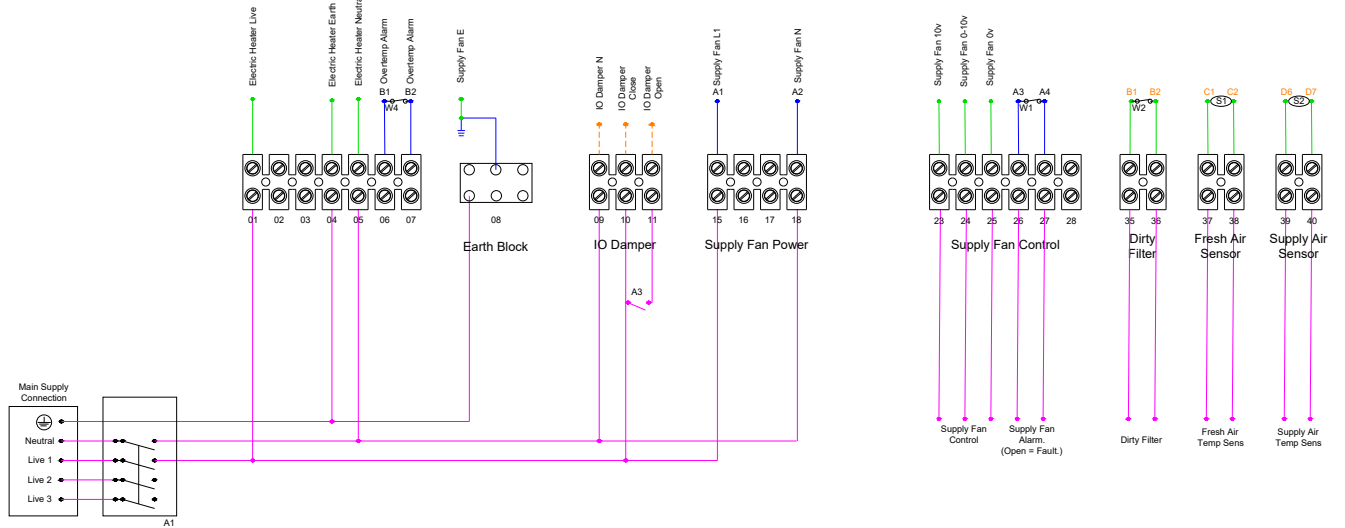 Electric Heater Live
Electric Heater Earth
Electric Heater Neutral
Overtemp Alarm
Overtemp Alarm
Supply Fan E
IO Damper N
IO Damper
Close
IO Damper
Open
Supply Fan L1
Supply Fan N
Supply Fan 10v
Supply Fan 0-10v
Supply Fan 0v
B1
B2
W4
A1
A2
A3
A4
W1
B1
B2
W2
C1
C2
S1
D6
D7
S2
01
02
03
04
05
06
07
08
09
10
11
15
16
17
18
23
24
25
26
27
28
35
36
37
38
39
40
Earth Block
IO Damper
Supply Fan Power
Supply Fan Control
Dirty
Filter
Fresh Air
Sensor
Supply Air
Sensor
A3
Main Supply
Connection
Neutral
Live 1
Live 2
Live 3
A1
Supply Fan
Control
Supply Fan
Alarm.
(Open = Fault.)
Dirty Filter
Fresh Air
Temp Sens
Supply Air
Temp Sens